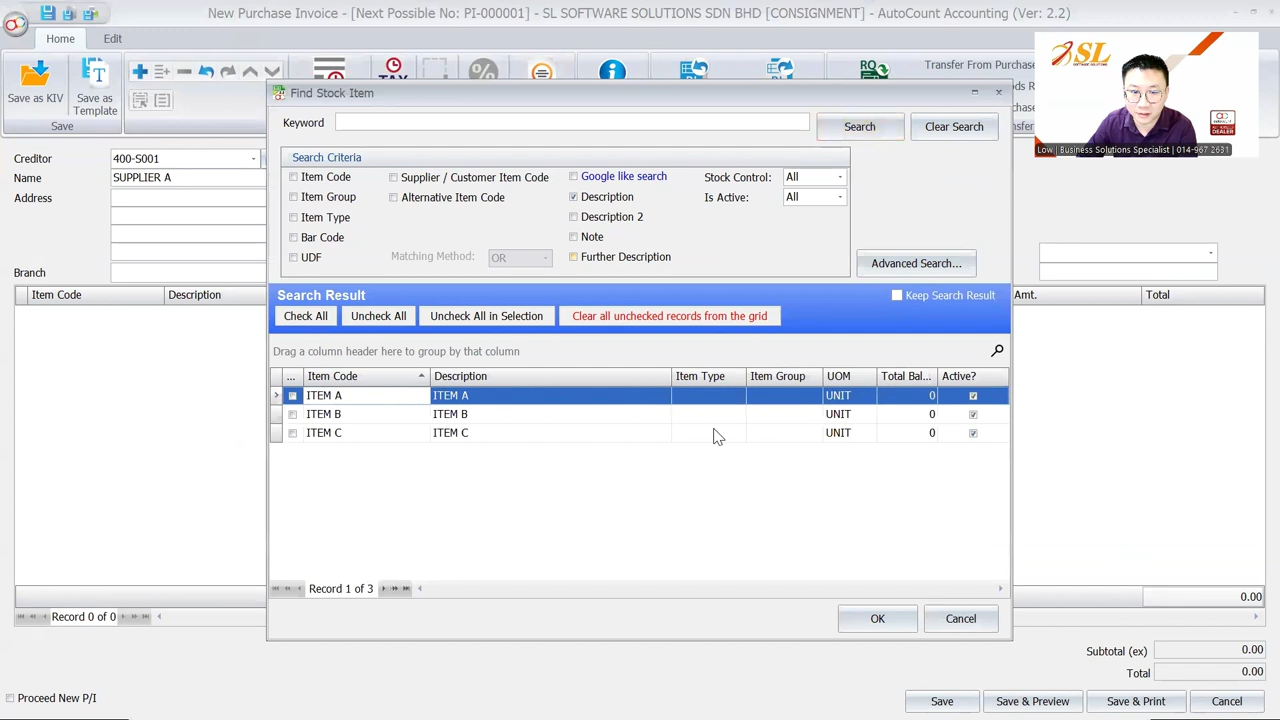 New Purchase Invoice - [Next Possible No: PI-000001] - SL SOFTWARE SOLUTIONS SDN BHD [COSIGNMENT] - AutoCount Accounting (Ver: 2.2)
Home Edit
Save as KIV
Save as Template
Save
TAX
RQ
Transfer From Purchase
SL
SOFTWARE SOLUTIONS
Low | Business Solutions Specialist | 014-967 2631
Creditor 400-S001
Name SUPPLIER A
Address
Branch
Item Code Description Amt. Total
Record 0 of 0
0.00
Subtotal (ex) 0.00
Total 0.00
Proceed New P/I
Save Save & Preview Save & Print Cancel
Find Stock Item
Keyword Search Clear Search
Search Criteria
Item Code Supplier / Customer Item Code Google like search Stock Control: All
Item Group Alternative Item Code Description Is Active: All
Item Type Description 2
Bar Code Note
UDF Matching Method: OR Further Description
Advanced Search...
Search Result Keep Search Result
Check All Uncheck All Uncheck All in Selection Clear all unchecked records from the grid
Drag a column header here to group by that column
... Item Code Description Item Type Item Group UOM Total Bal... Active?
ITEM A ITEM A UNIT 0
ITEM B ITEM B UNIT 0
ITEM C ITEM C UNIT 0
Record 1 of 3
OK Cancel